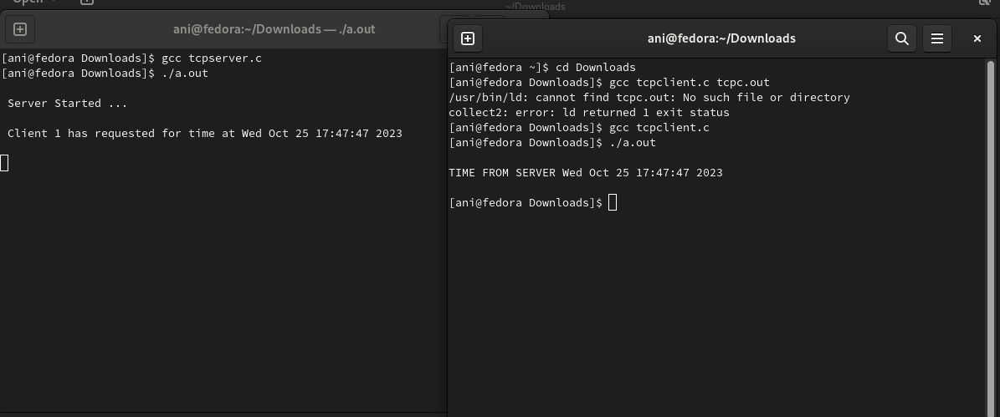 Open
~/Downloads
ani@fedora:~/Downloads — ./a.out
[ani@fedora Downloads]$ gcc tcpserver.c
[ani@fedora Downloads]$ ./a.out
Server Started ...
Client 1 has requested for time at Wed Oct 25 17:47:47 2023
ani@fedora:~/Downloads
[ani@fedora ~]$ cd Downloads
[ani@fedora Downloads]$ gcc tcpclient.c tcpc.out
/usr/bin/ld: cannot find tcpc.out: No such file or directory
collect2: error: ld returned 1 exit status
[ani@fedora Downloads]$ gcc tcpclient.c
[ani@fedora Downloads]$ ./a.out
TIME FROM SERVER Wed Oct 25 17:47:47 2023
[ani@fedora Downloads]$